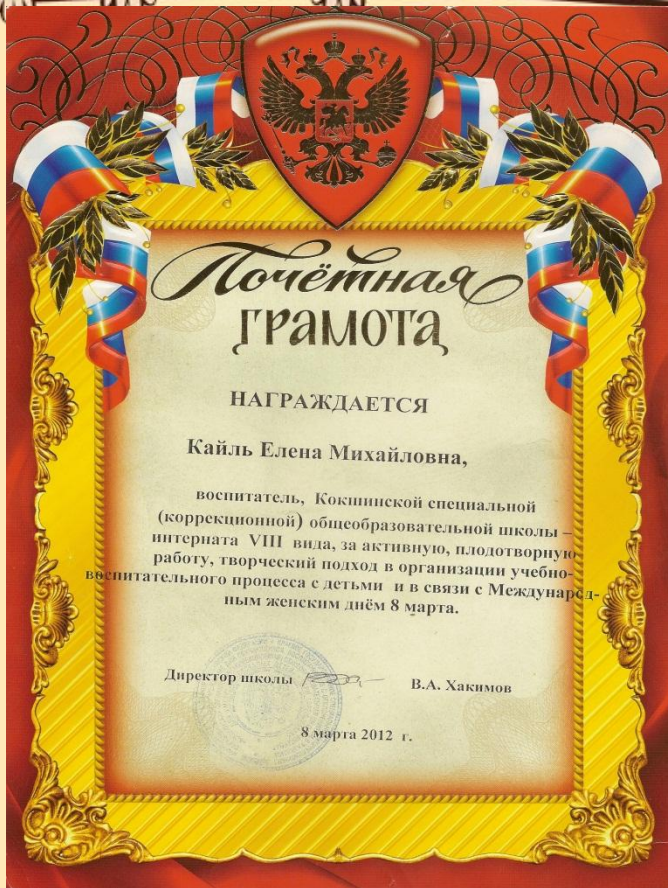 Почётная
ГРАМОТА
НАГРАЖДАЕТСЯ
Кайль Елена Михайловна,
воспитатель, Кокшинской специальной
(коррекционной) общеобразовательной школы –
интерната VIII вида, за активную, плодотворную
работу, творческий подход в организации учебно-
воспитательного процесса с детьми и в связи с Международ-
ным женским днём 8 марта.
Директор школы В.А. Хакимов
8 марта 2012 г.